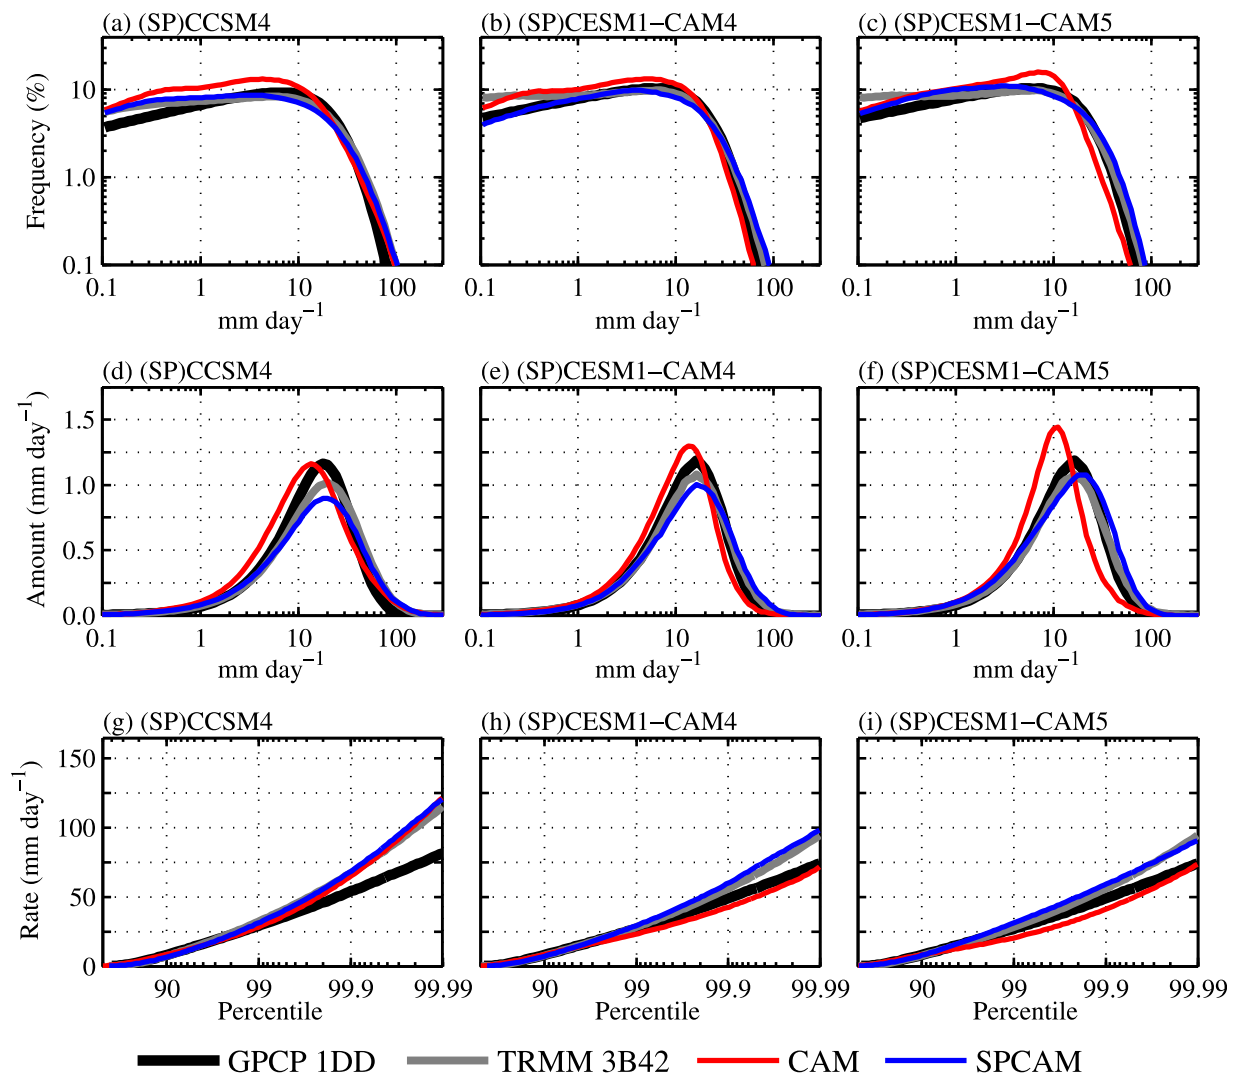 (a) (SP)CCSM4
(b) (SP)CESM1−CAM4
(c) (SP)CESM1−CAM5
Frequency (%)
10
1.0
0.1
0.1 1 10 100
0.1 1 10 100
0.1 1 10 100
mm day−1
mm day−1
mm day−1
(d) (SP)CCSM4
(e) (SP)CESM1−CAM4
(f) (SP)CESM1−CAM5
Amount (mm day−1)
1.5
1.0
0.5
0.0
0.1 1 10 100
0.1 1 10 100
0.1 1 10 100
mm day−1
mm day−1
mm day−1
(g) (SP)CCSM4
(h) (SP)CESM1−CAM4
(i) (SP)CESM1−CAM5
Rate (mm day−1)
150
100
50
0
90 99 99.9 99.99
90 99 99.9 99.99
90 99 99.9 99.99
Percentile
Percentile
Percentile
GPCP 1DD
TRMM 3B42
CAM
SPCAM